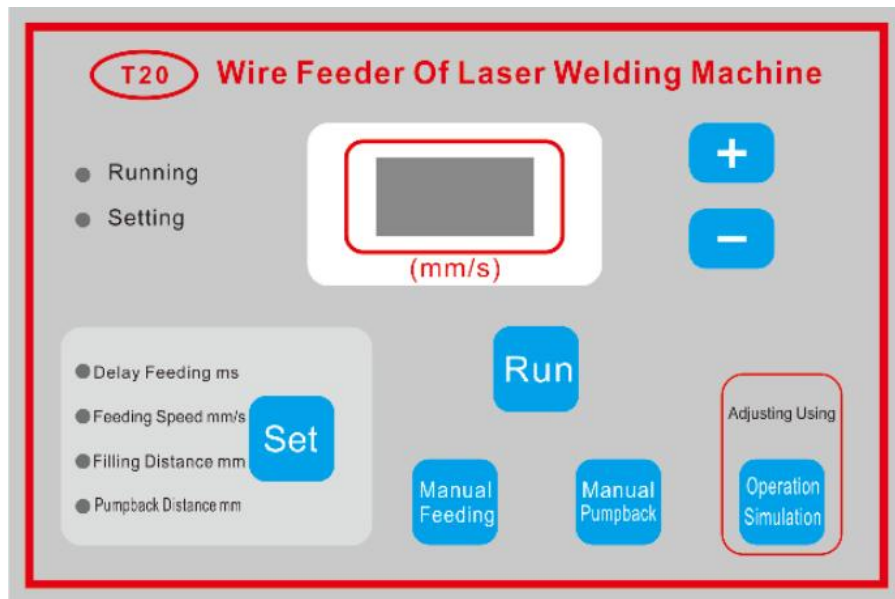 T20 Wire Feeder Of Laser Welding Machine
Running
Setting
+
−
(mm/s)
Delay Feeding ms
Feeding Speed mm/s
Filling Distance mm
Pumpback Distance mm
Set
Run
Manual
Feeding
Manual
Pumpback
Adjusting Using
Operation
Simulation